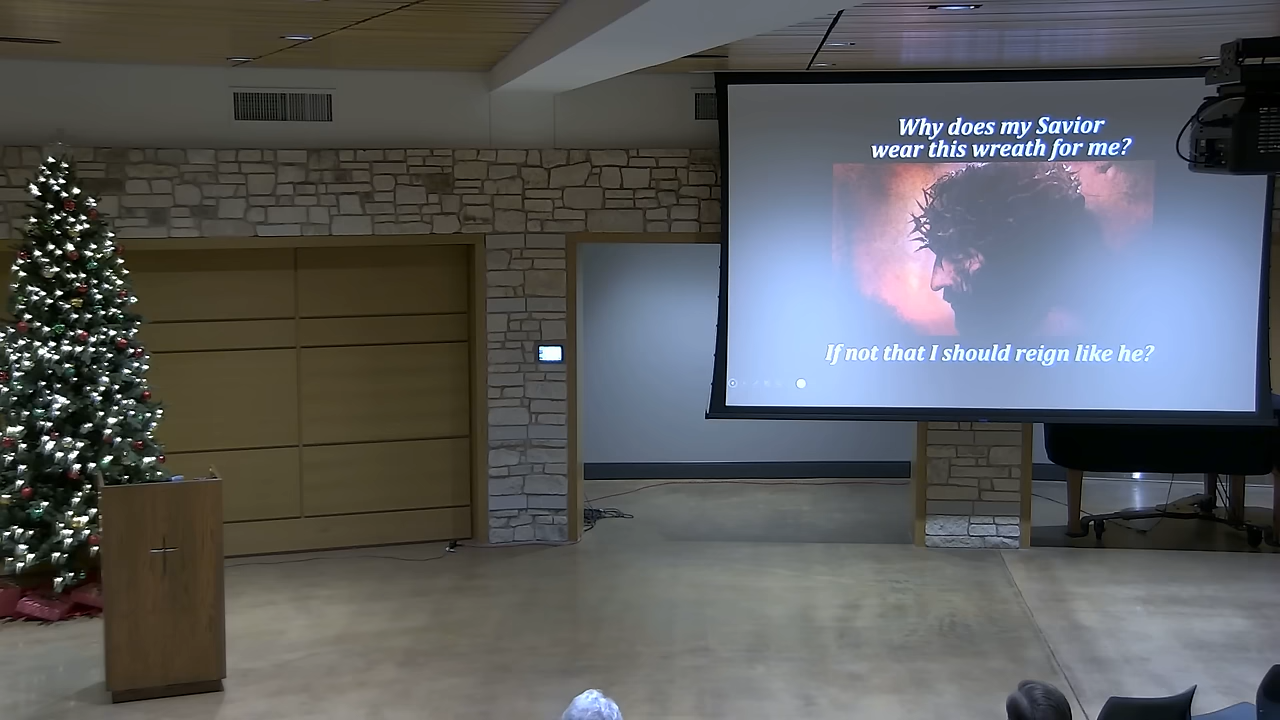 Why does my Savior
wear this wreath for me?
If not that I should reign like he?